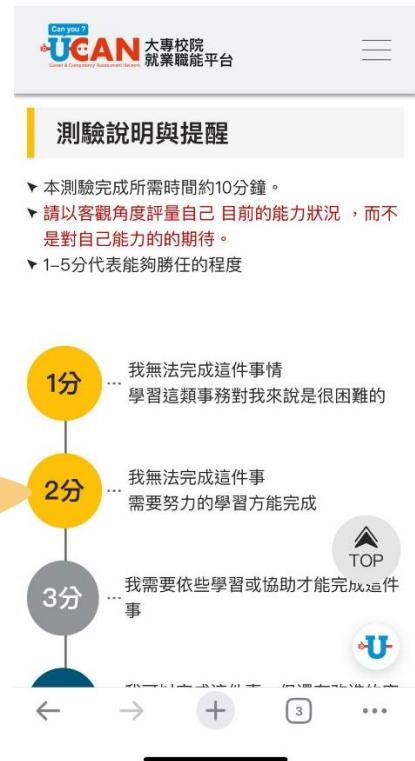 Can you ?
UCAN 大專校院
就業職能平台
Career & Competency Assessment Network
測驗說明與提醒
本測驗完成所需時間約10分鐘。
請以客觀角度評量自己 目前的能力狀況 ,而不
是對自己能力的的期待。
1–5分代表能夠勝任的程度
1分 … 我無法完成這件事情
學習這類事務對我來說是很困難的
2分 … 我無法完成這件事
需要努力的學習方能完成
TOP
3分 … 我需要依些學習或協助才能完成這件
事
U
3